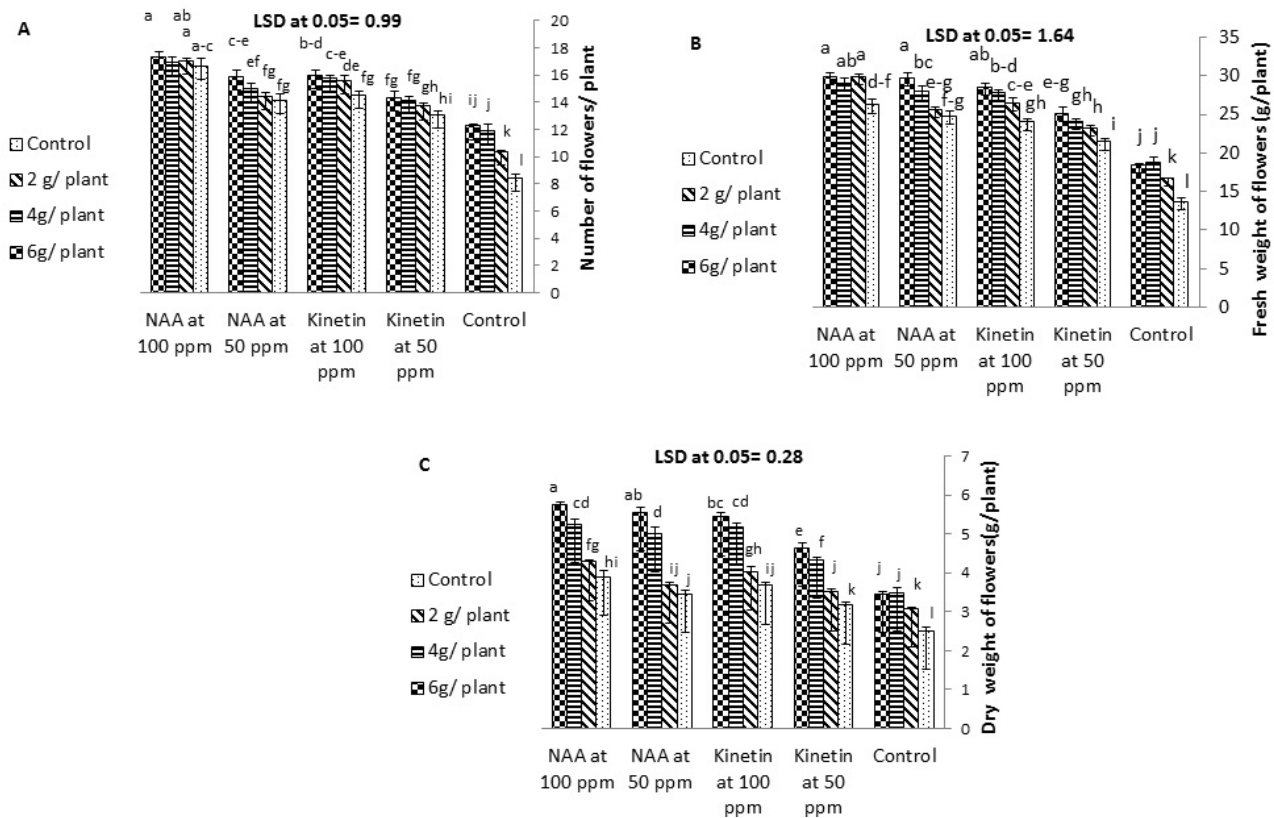 A
LSD at 0.05= 0.99
a
ab
a
a-c
c-e
ef
fg
fg
b-d
c-e
de
fg
fg
fg
gh
hi
ij
j
k
l
20
18
16
14
12
10
8
6
4
2
0
Number of flowers/ plant
Control
2 g/ plant
4g/ plant
6g/ plant
NAA at
100 ppm
NAA at
50 ppm
Kinetin
at 100
ppm
Kinetin
at 50
ppm
Control
B
LSD at 0.05= 1.64
a
ab
a
d-f
a
bc
e-g
f-g
ab
b-d
c-e
gh
e-g
gh
h
i
j
j
k
l
35
30
25
20
15
10
5
0
Fresh weight of flowers(g/plant)
Control
2 g/ plant
4g/ plant
6g/ plant
NAA at
100 ppm
NAA at
50 ppm
Kinetin
at 100
ppm
Kinetin
at 50
ppm
Control
C
LSD at 0.05= 0.28
a
cd
fg
hi
ab
d
ij
j
bc
cd
gh
ij
e
f
j
k
j
j
k
l
7
6
5
4
3
2
1
0
Dry weight of flowers(g/plant)
Control
2 g/ plant
4g/ plant
6g/ plant
NAA at
100 ppm
NAA at
50 ppm
Kinetin
at 100
ppm
Kinetin
at 50
ppm
Control